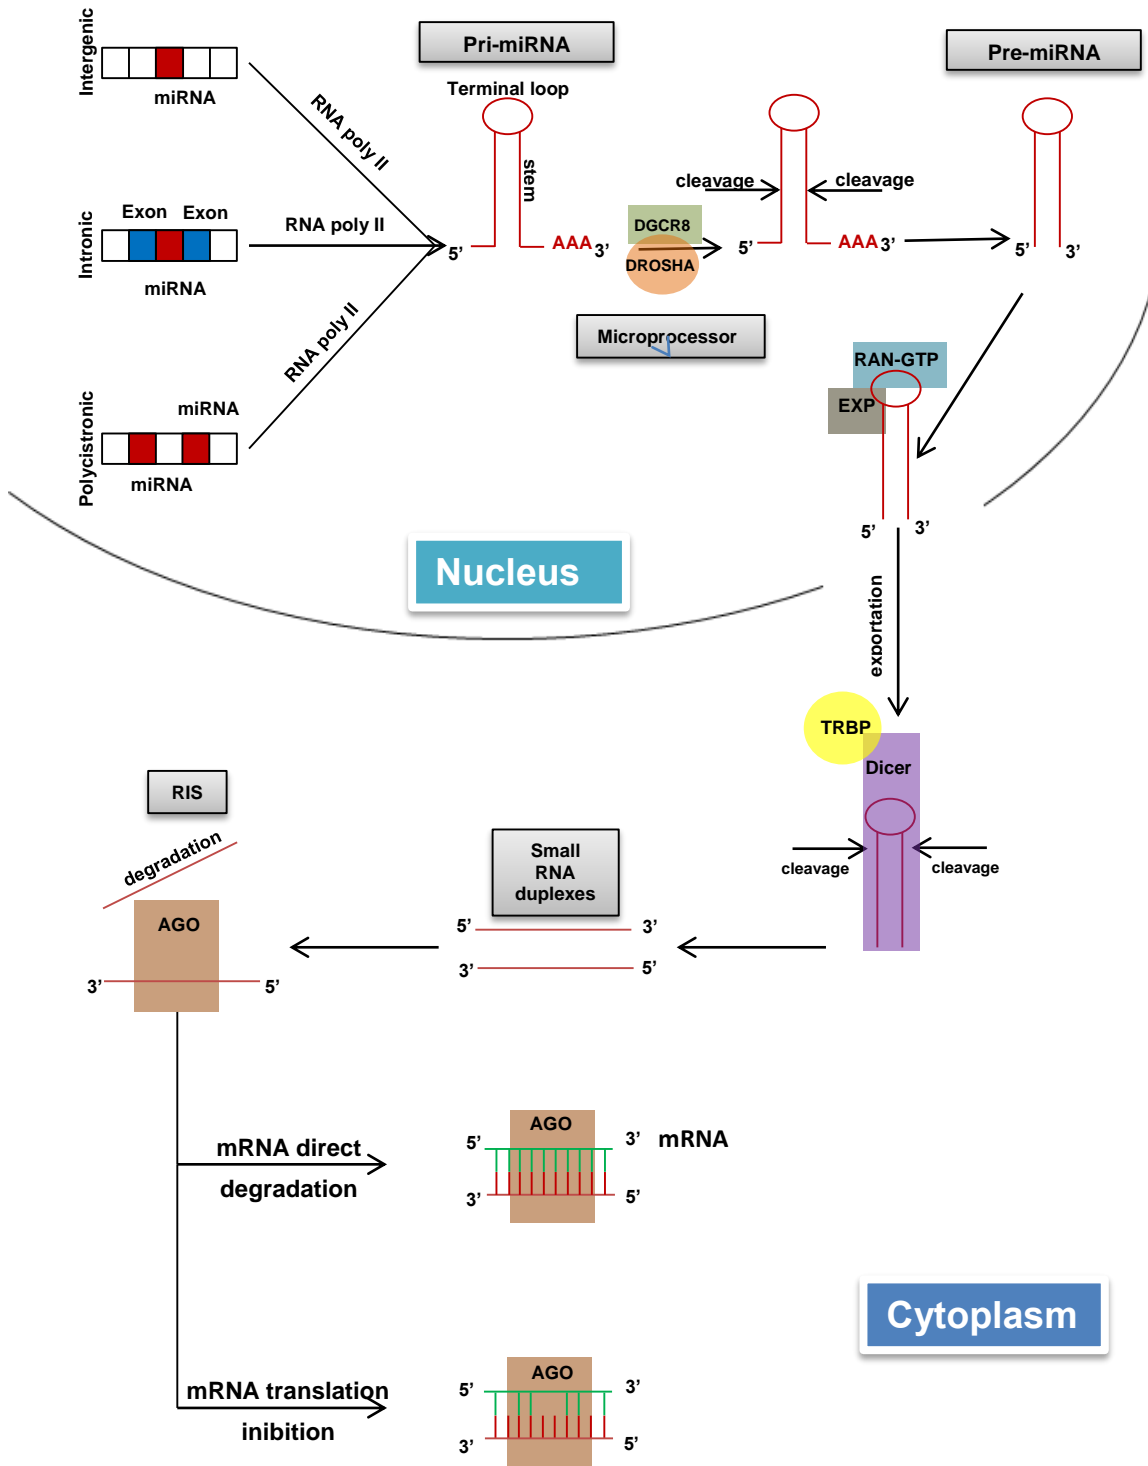 Intergenic
miRNA
RNA poly II
Pri-miRNA
Terminal loop
stem
5’
AAA 3’
Intronic
Exon Exon
miRNA
RNA poly II
Polycistronic
miRNA
miRNA
RNA poly II
DGCR8
DROSHA
Microprocessor
cleavage
cleavage
5’
AAA 3’
Pre-miRNA
5’
3’
RAN-GTP
EXP
5’ 3’
Nucleus
exportation
TRBP
Dicer
cleavage
cleavage
Small
RNA
duplexes
5’ 3’
3’ 5’
RIS
degradation
AGO
3’ 5’
mRNA direct
degradation
AGO
5’ 3’ mRNA
3’ 5’
Cytoplasm
mRNA translation
inibition
AGO
5’ 3’
3’ 5’